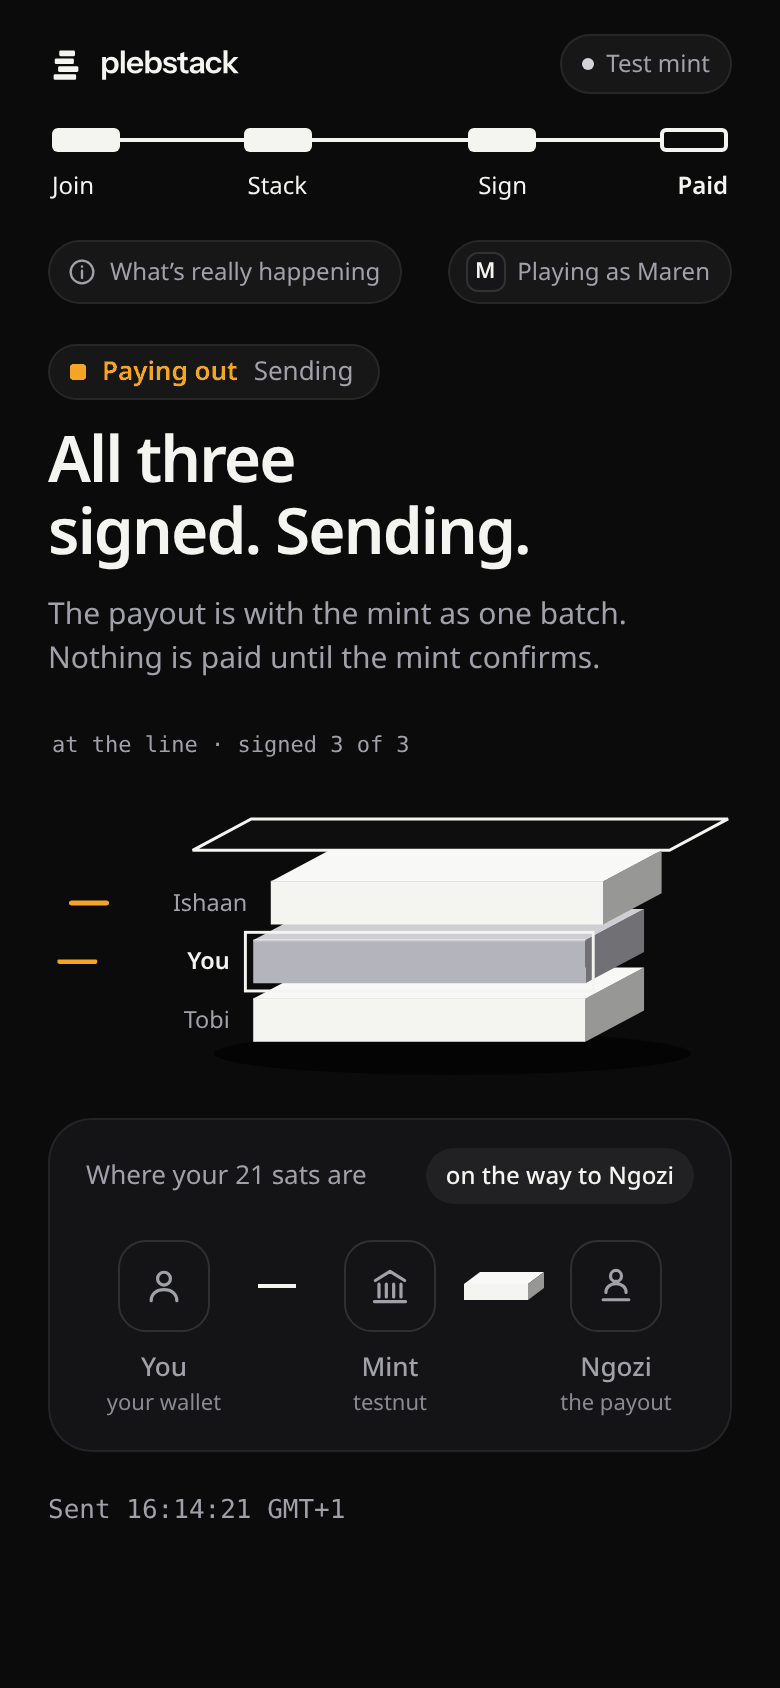 plebstack
Test mint
Join
Stack
Sign
Paid
What’s really happening
M
Playing as Maren
Paying out Sending
All three
signed. Sending.
The payout is with the mint as one batch.
Nothing is paid until the mint confirms.
at the line · signed 3 of 3
Ishaan
You
Tobi
Where your 21 sats are
on the way to Ngozi
You
Mint
Ngozi
your wallet
testnut
the payout
Sent 16:14:21 GMT+1